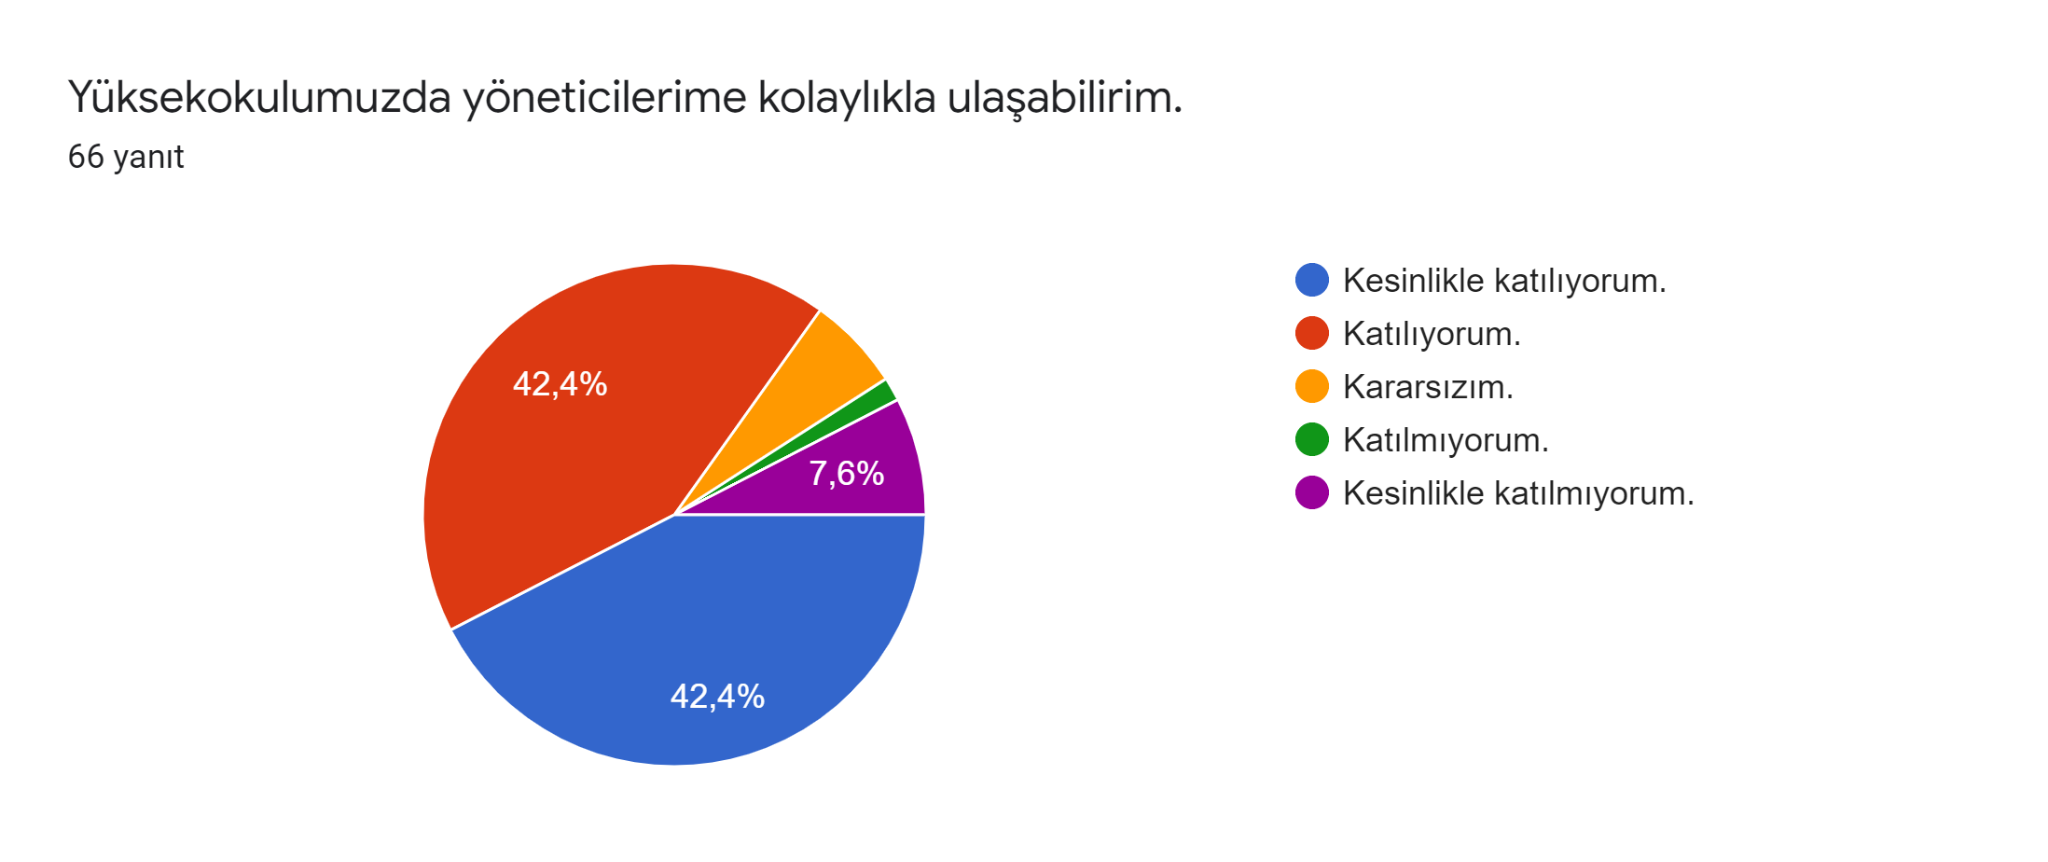 Yüksekokulumuzda yöneticilerime kolaylıkla ulaşabilirim.
66 yanıt
42,4%
7,6%
42,4%
Kesinlikle katılıyorum.
Katılıyorum.
Kararsızım.
Katılmıyorum.
Kesinlikle katılmıyorum.